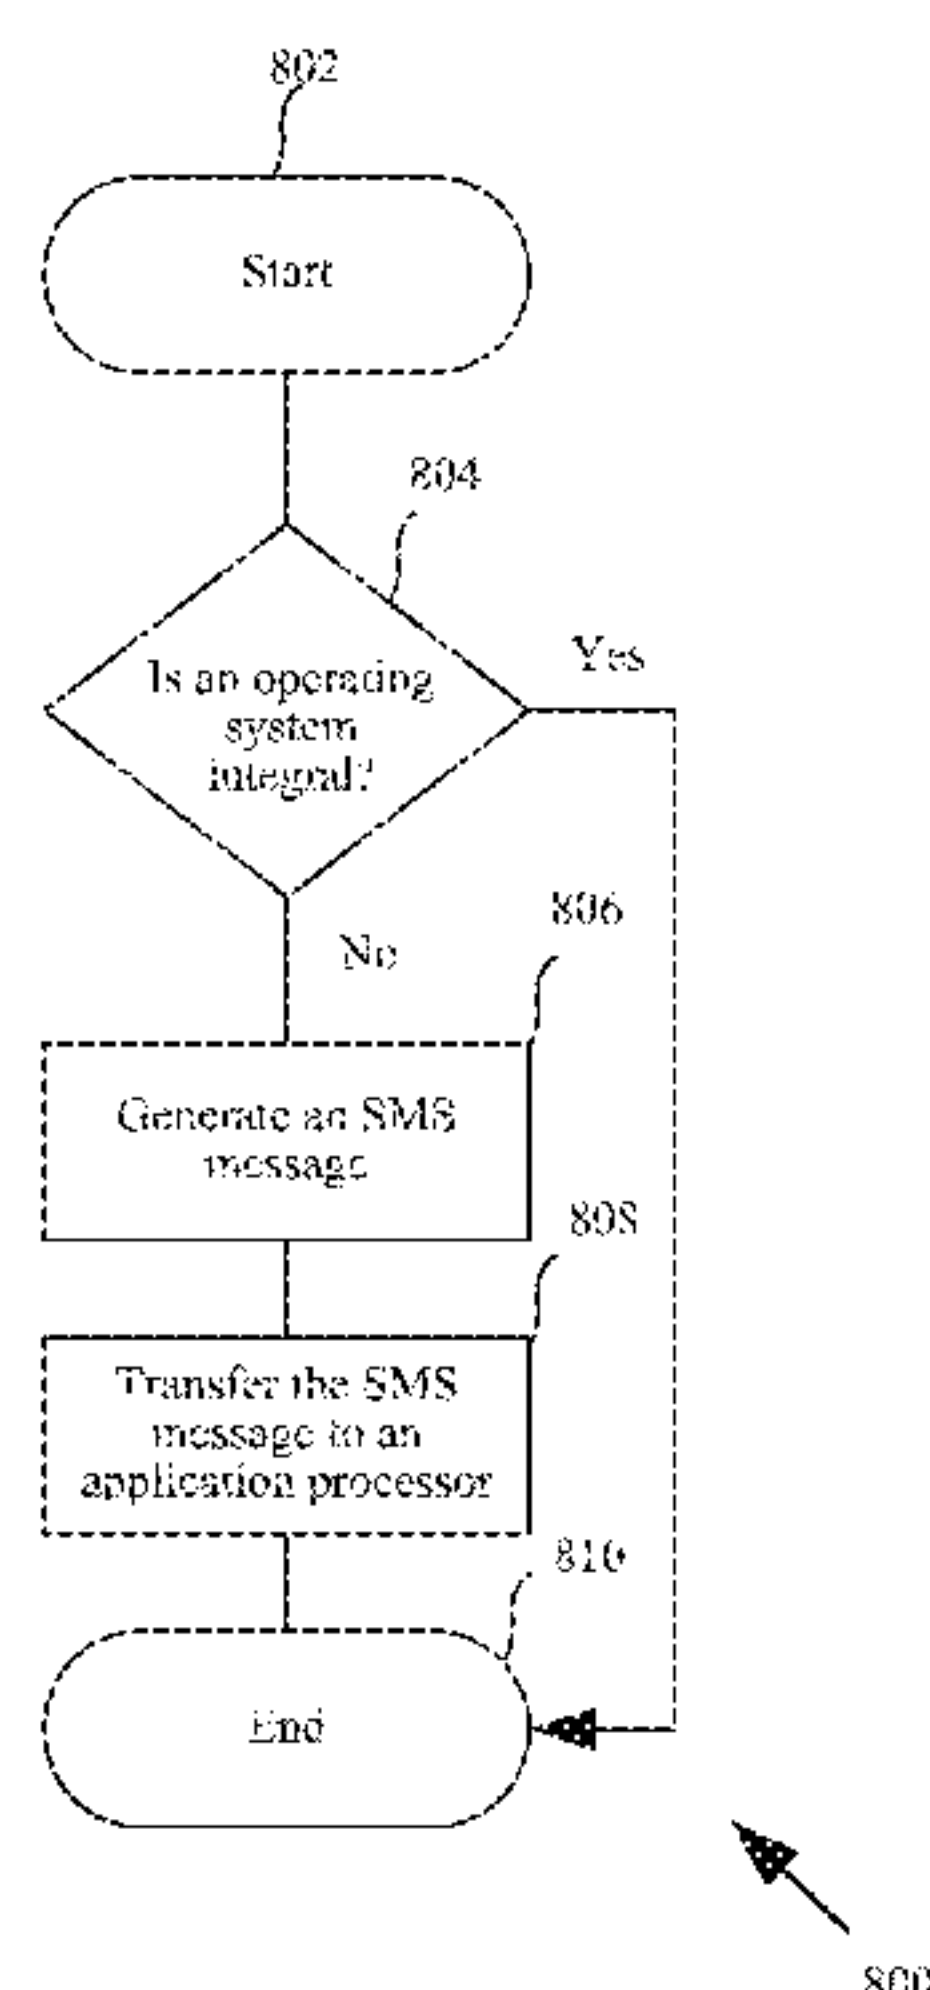 802
Start
804
Yes
Is an operating
system
integral?
806
No
Generate an SMS
message
808
Transfer the SMS
message to an
application processor
810
End
800